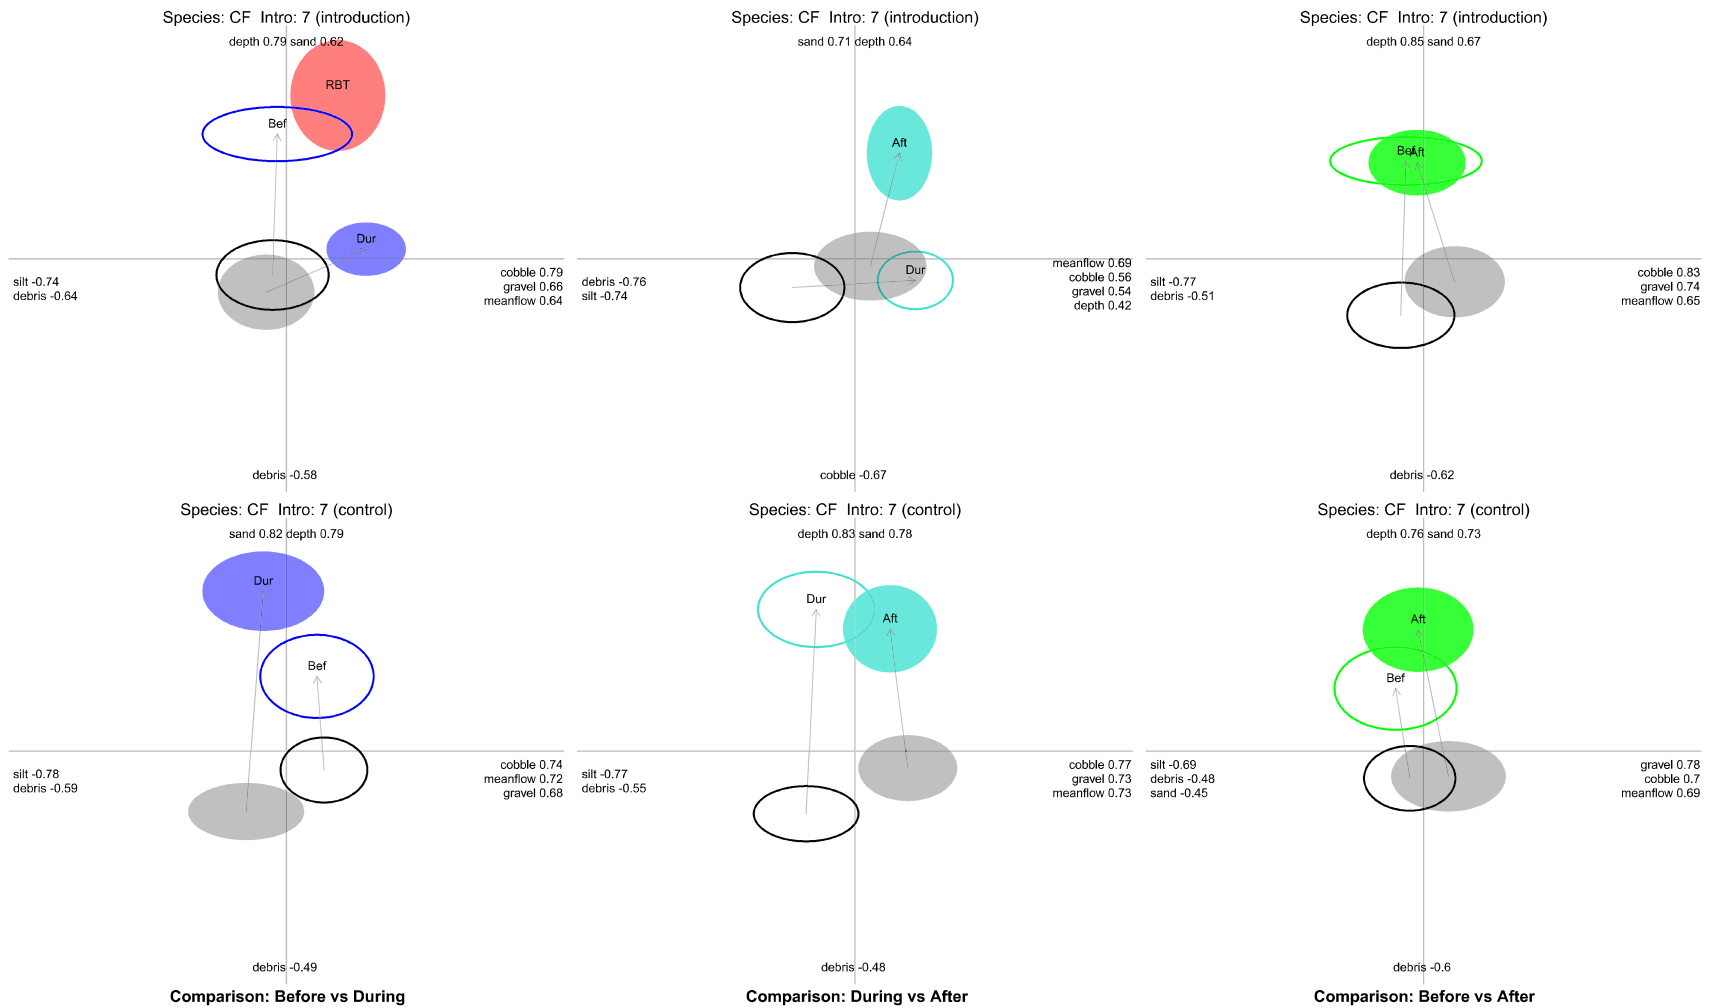 Species: CF  Intro: 7 (introduction)
depth 0.79 sand 0.62
RBT
Bef
Dur
silt -0.74
debris -0.64
cobble 0.79
gravel 0.66
meanflow 0.64
debris -0.58
Species: CF  Intro: 7 (introduction)
sand 0.71 depth 0.64
Aft
Dur
debris -0.76
silt -0.74
meanflow 0.69
cobble 0.56
gravel 0.54
depth 0.42
cobble -0.67
Species: CF  Intro: 7 (introduction)
depth 0.85 sand 0.67
Bef
Aft
silt -0.77
debris -0.51
cobble 0.83
gravel 0.74
meanflow 0.65
debris -0.62
Species: CF  Intro: 7 (control)
sand 0.82 depth 0.79
Dur
Bef
silt -0.78
debris -0.59
cobble 0.74
meanflow 0.72
gravel 0.68
debris -0.49
Comparison: Before vs During
Species: CF  Intro: 7 (control)
depth 0.83 sand 0.78
Dur
Aft
silt -0.77
debris -0.55
cobble 0.77
gravel 0.73
meanflow 0.73
debris -0.48
Comparison: During vs After
Species: CF  Intro: 7 (control)
depth 0.76 sand 0.73
Aft
Bef
silt -0.69
debris -0.48
sand -0.45
gravel 0.78
cobble 0.7
meanflow 0.69
debris -0.6
Comparison: Before vs After